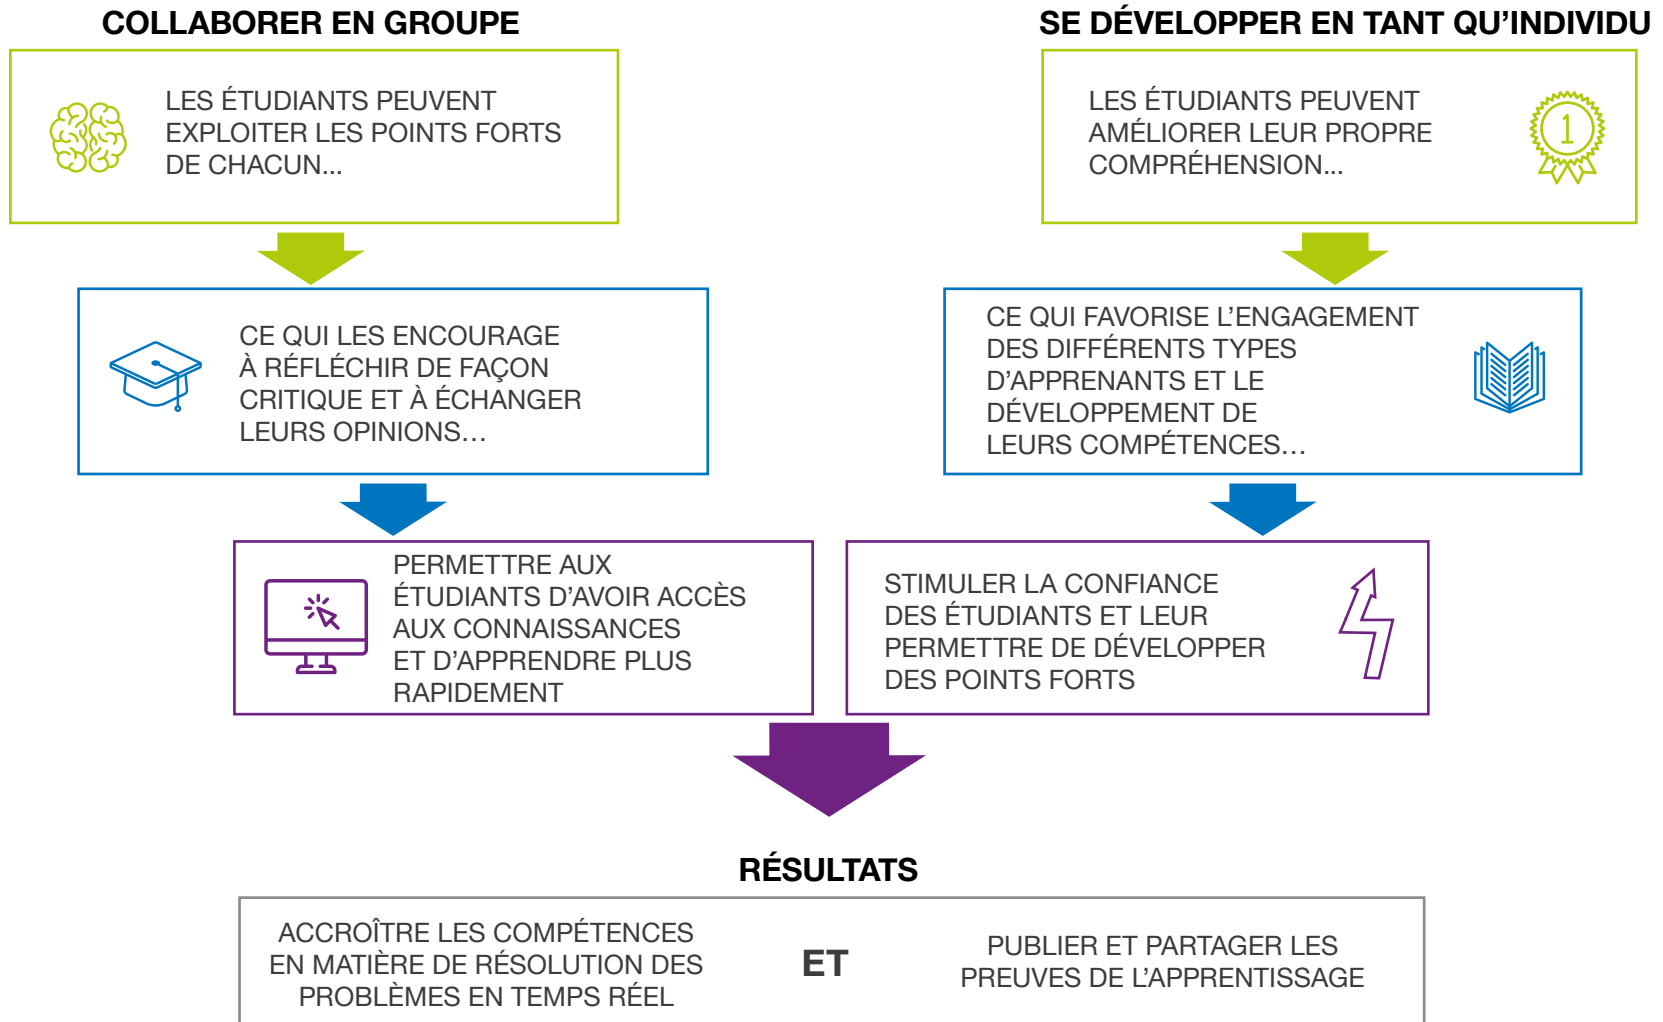 COLLABORER EN GROUPE
LES ÉTUDIANTS PEUVENT
EXPLOITER LES POINTS FORTS
DE CHACUN...
CE QUI LES ENCOURAGE
À RÉFLÉCHIR DE FAÇON
CRITIQUE ET À ÉCHANGER
LEURS OPINIONS…
PERMETTRE AUX
ÉTUDIANTS D'AVOIR ACCÈS
AUX CONNAISSANCES
ET D'APPRENDRE PLUS
RAPIDEMENT
SE DÉVELOPPER EN TANT QU'INDIVIDU
LES ÉTUDIANTS PEUVENT
AMÉLIORER LEUR PROPRE
COMPRÉHENSION...
1
CE QUI FAVORISE L'ENGAGEMENT
DES DIFFÉRENTS TYPES
D'APPRENANTS ET LE
DÉVELOPPEMENT DE
LEURS COMPÉTENCES…
STIMULER LA CONFIANCE
DES ÉTUDIANTS ET LEUR
PERMETTRE DE DÉVELOPPER
DES POINTS FORTS
RÉSULTATS
ACCROÎTRE LES COMPÉTENCES
EN MATIÈRE DE RÉSOLUTION DES
PROBLÈMES EN TEMPS RÉEL
ET
PUBLIER ET PARTAGER LES
PREUVES DE L'APPRENTISSAGE